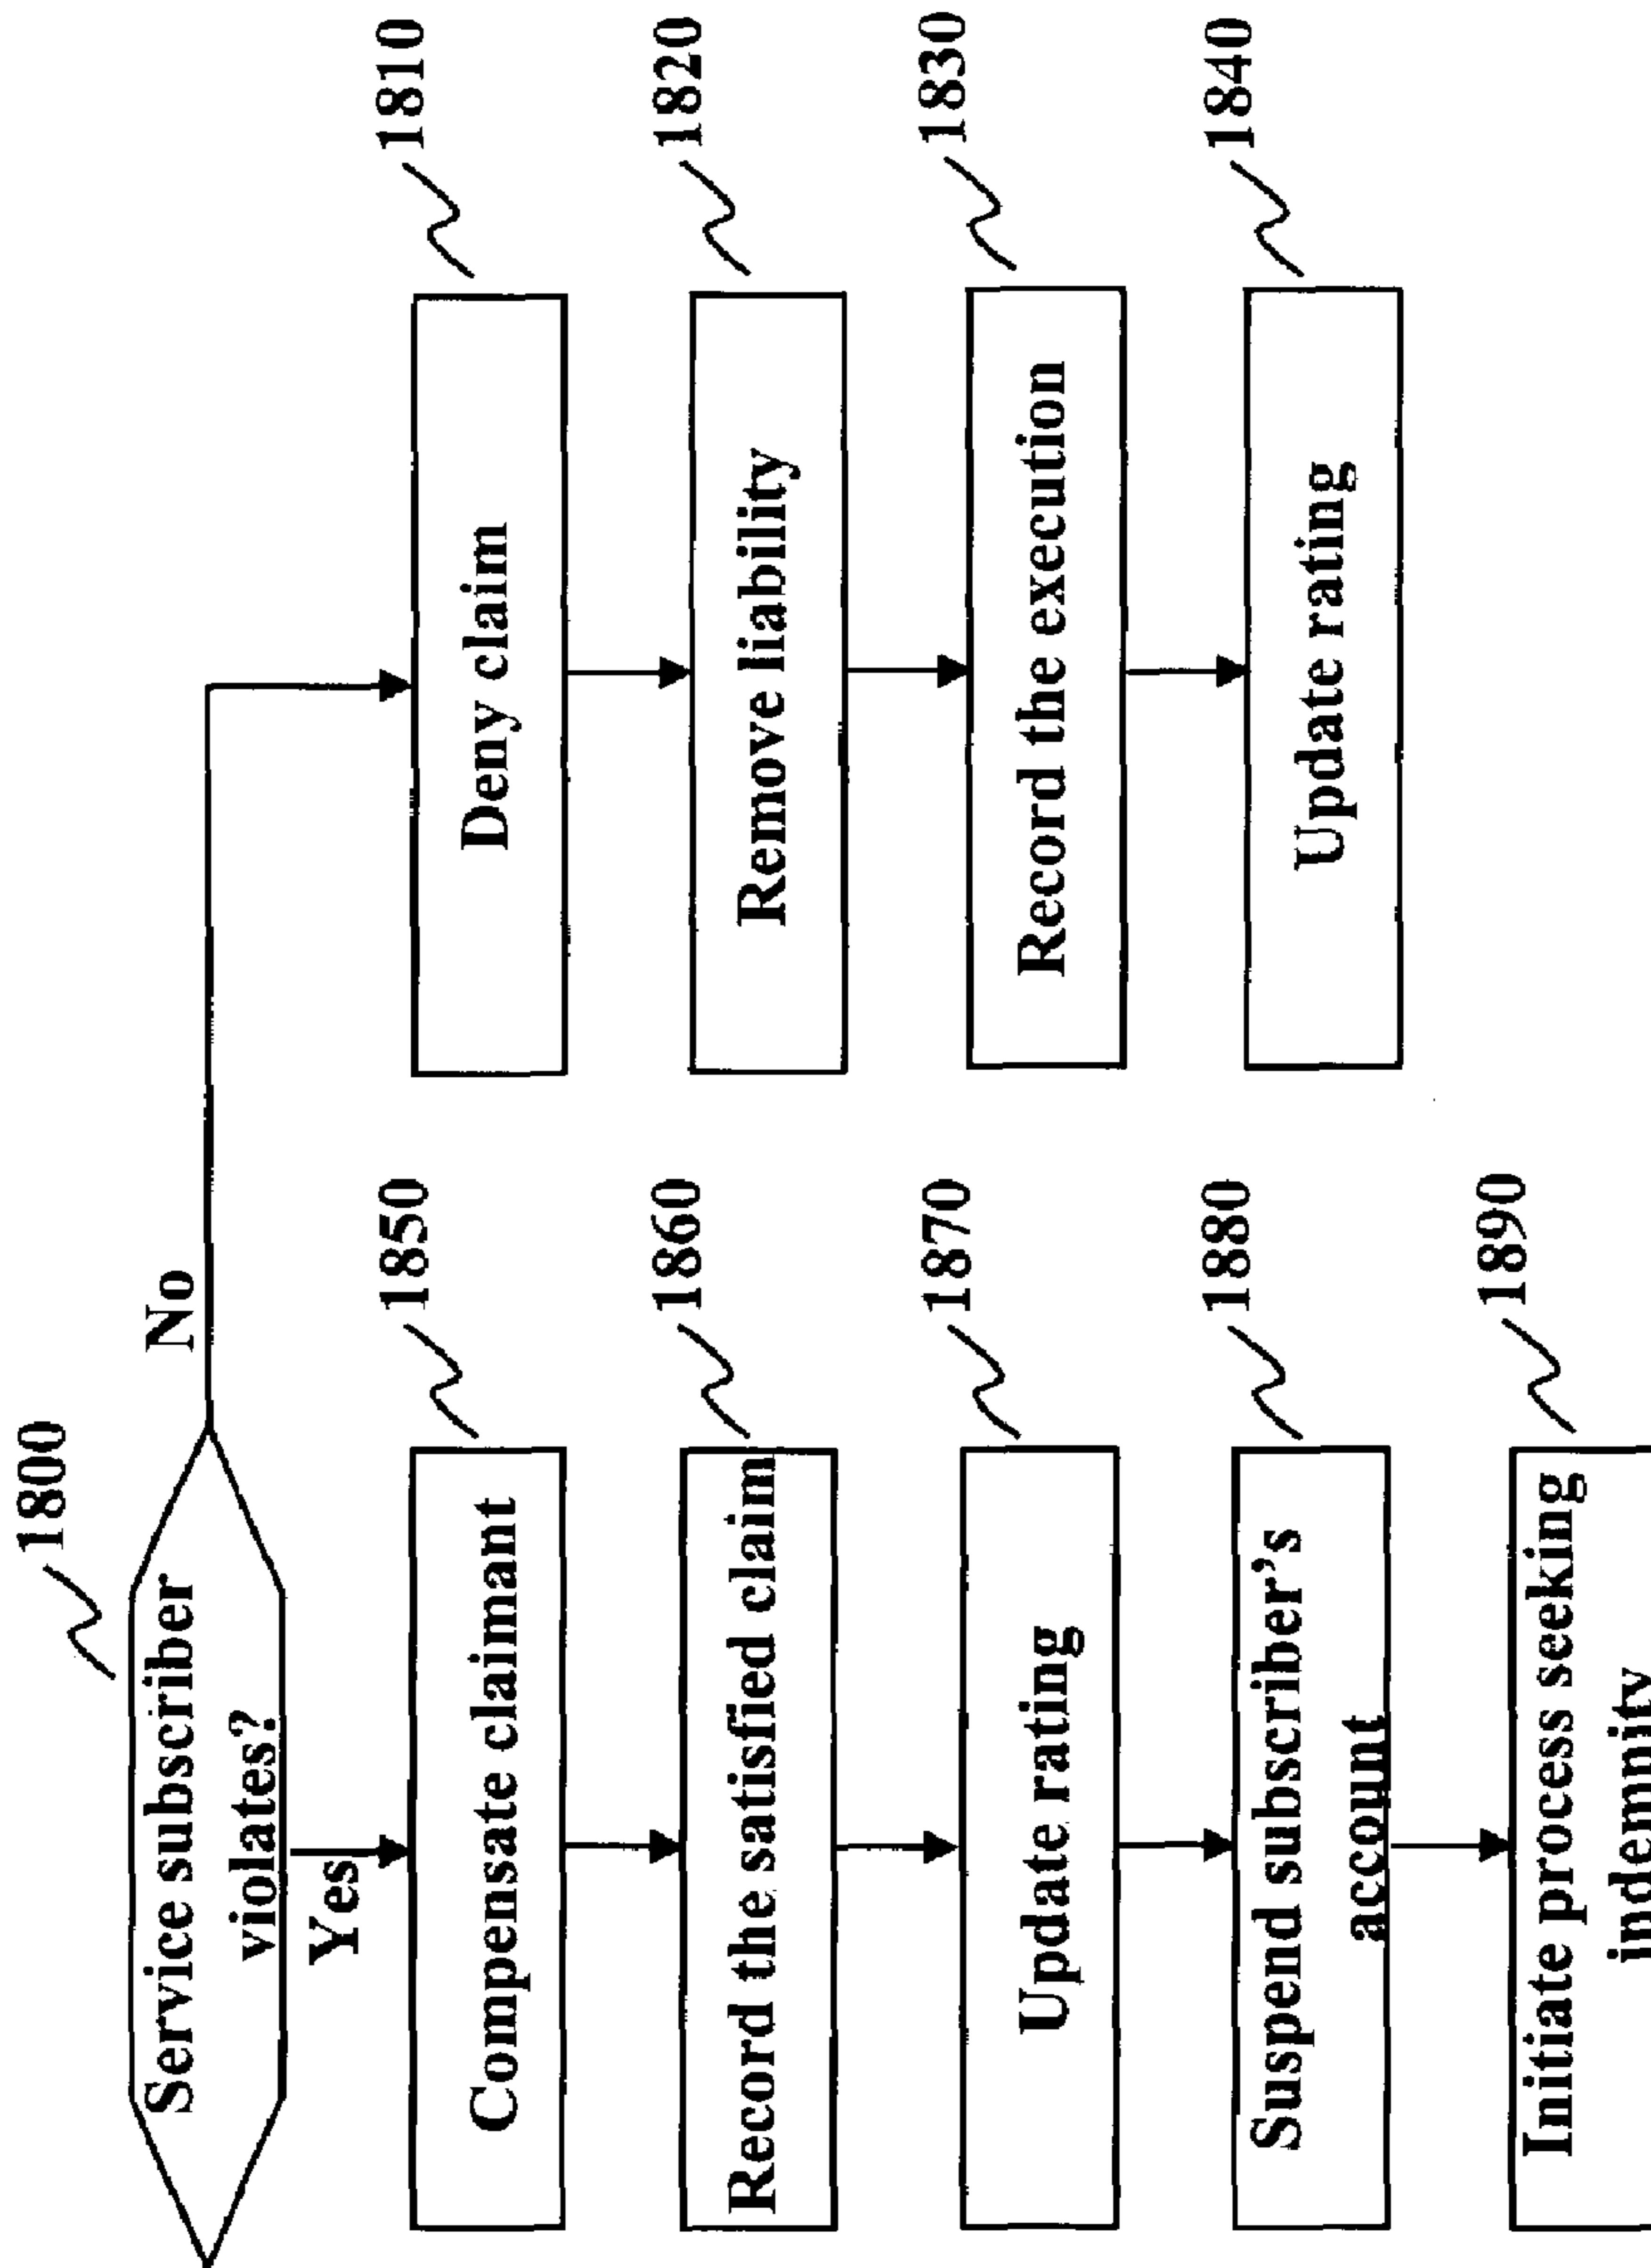 1800
Service subscriber
violates?
No
Yes
1850
Compensate claimant
1860
Record the satisfied claim
1870
Update rating
1880
Suspend subscriber's
account
1890
Initiate process seeking
indemnity
1810
Deny claim
1820
Remove liability
1830
Record the execution
1840
Update rating